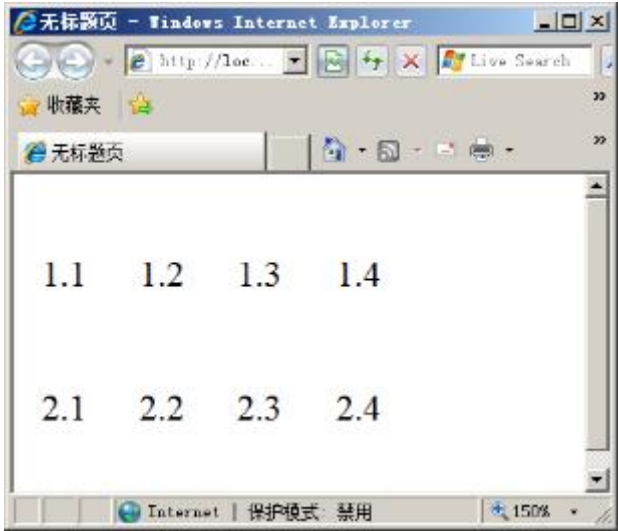 无标题页 - Windows Internet Explorer
http://loc... Live Search
收藏夹
无标题页
1.1 1.2 1.3 1.4
2.1 2.2 2.3 2.4
Internet | 保护模式: 禁用 150%